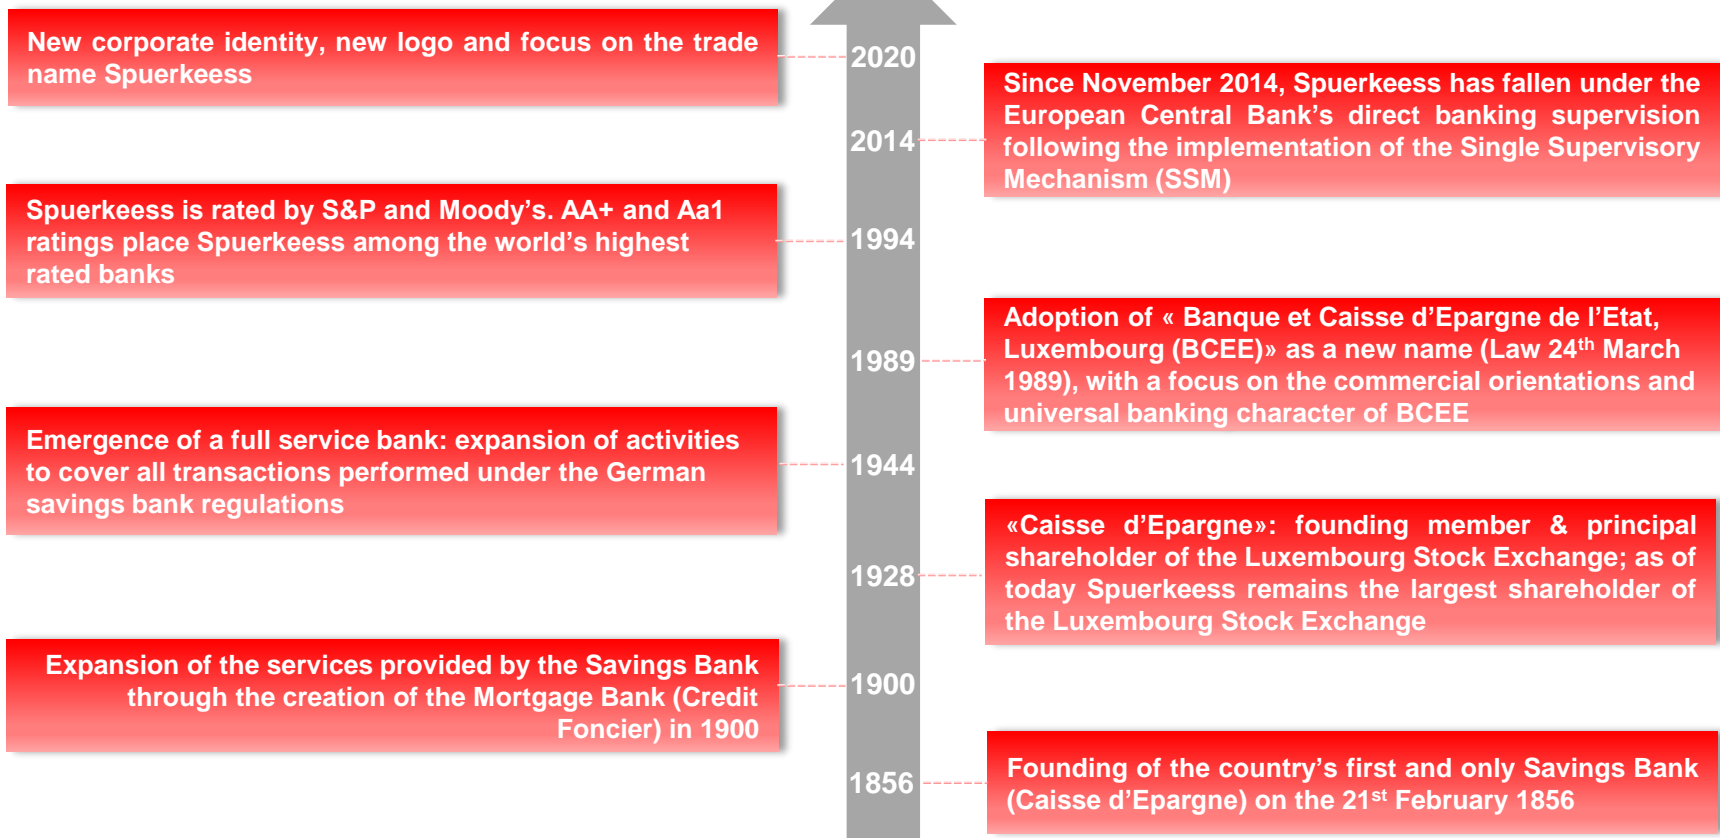 New corporate identity, new logo and focus on the trade
name Spuerkeess
2020
Since November 2014, Spuerkeess has fallen under the
European Central Bank’s direct banking supervision
following the implementation of the Single Supervisory
Mechanism (SSM)
2014
Spuerkeess is rated by S&P and Moody’s. AA+ and Aa1
ratings place Spuerkeess among the world’s highest
rated banks
1994
Adoption of « Banque et Caisse d’Epargne de l’Etat,
Luxembourg (BCEE)» as a new name (Law 24th March
1989), with a focus on the commercial orientations and
universal banking character of BCEE
1989
Emergence of a full service bank: expansion of activities
to cover all transactions performed under the German
savings bank regulations
1944
«Caisse d’Epargne»: founding member & principal
shareholder of the Luxembourg Stock Exchange; as of
today Spuerkeess remains the largest shareholder of
the Luxembourg Stock Exchange
1928
Expansion of the services provided by the Savings Bank
through the creation of the Mortgage Bank (Credit
Foncier) in 1900
1900
Founding of the country’s first and only Savings Bank
(Caisse d’Epargne) on the 21st February 1856
1856